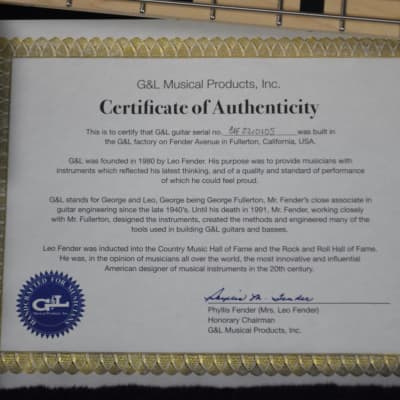 G&L Musical Products, Inc.
Certificate of Authenticity
This is to certify that G&L guitar serial no. was built in
the G&L factory on Fender Avenue in Fullerton, California, USA.
G&L was founded in 1980 by Leo Fender. His purpose was to provide musicians with
instruments which reflected his latest thinking, and of a quality and standard of performance
of which he could feel proud.
G&L stands for George and Leo, George being George Fullerton, Mr. Fender's close associate in
guitar engineering since the late 1940's. Until his death in 1991, Mr. Fender, working closely
with Mr. Fullerton, designed the instruments, created the methods and engineered many of the
tools used in building G&L guitars and basses.
Leo Fender was inducted into the Country Music Hall of Fame and the Rock and Roll Hall of Fame.
He was, in the opinion of musicians all over the world, the most innovative and influential
American designer of musical instruments in the 20th century.
G&L
Phyllis M. Fender
Phyllis Fender (Mrs. Leo Fender)
Honorary Chairman
G&L Musical Products, Inc.